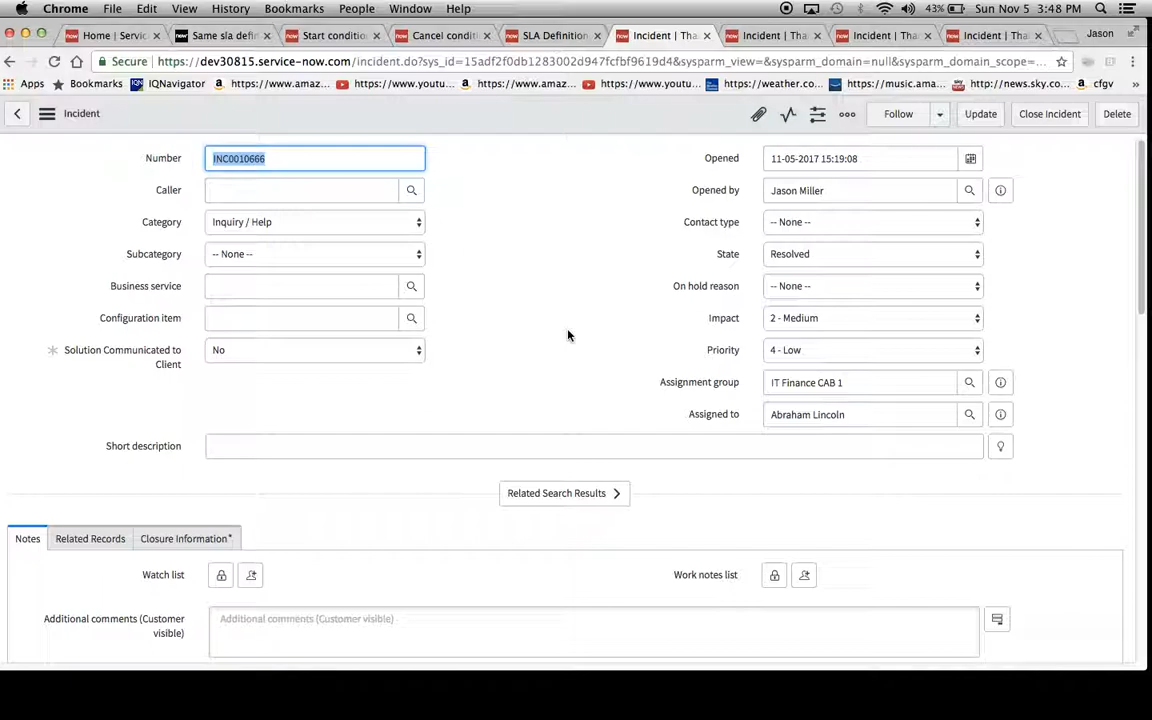 Chrome File Edit View History Bookmarks People Window Help 43% Sun Nov 5 3:48 PM
Home | Servic Same sla defi Start conditio Cancel conditi SLA Definition Incident | Tha Incident | Tha Incident | Tha Incident | Tha Jason
Secure https://dev30815.service-now.com/incident.do?sys_id=15adf2f0db1283002d947fcfbf9619d4&sysparm_view=&sysparm_domain=null&sysparm_domain_scope=...
Apps Bookmarks IQNavigator https://www.amaz... https://www.youtu... https://www.amaz... https://www.youtu... https://weather.co... https://music.ama... http://news.sky.co... cfgv »
Incident Follow Update Close Incident Delete
Number INC0010666 Opened 11-05-2017 15:19:08
Caller Opened by Jason Miller
Category Inquiry / Help Contact type -- None --
Subcategory -- None -- State Resolved
Business service On hold reason -- None --
Configuration item Impact 2 - Medium
Solution Communicated to No Priority 4 - Low
Client
Assignment group IT Finance CAB 1
Assigned to Abraham Lincoln
Short description
Related Search Results
Notes Related Records Closure Information*
Watch list Work notes list
Additional comments (Customer Additional comments (Customer visible)
visible)